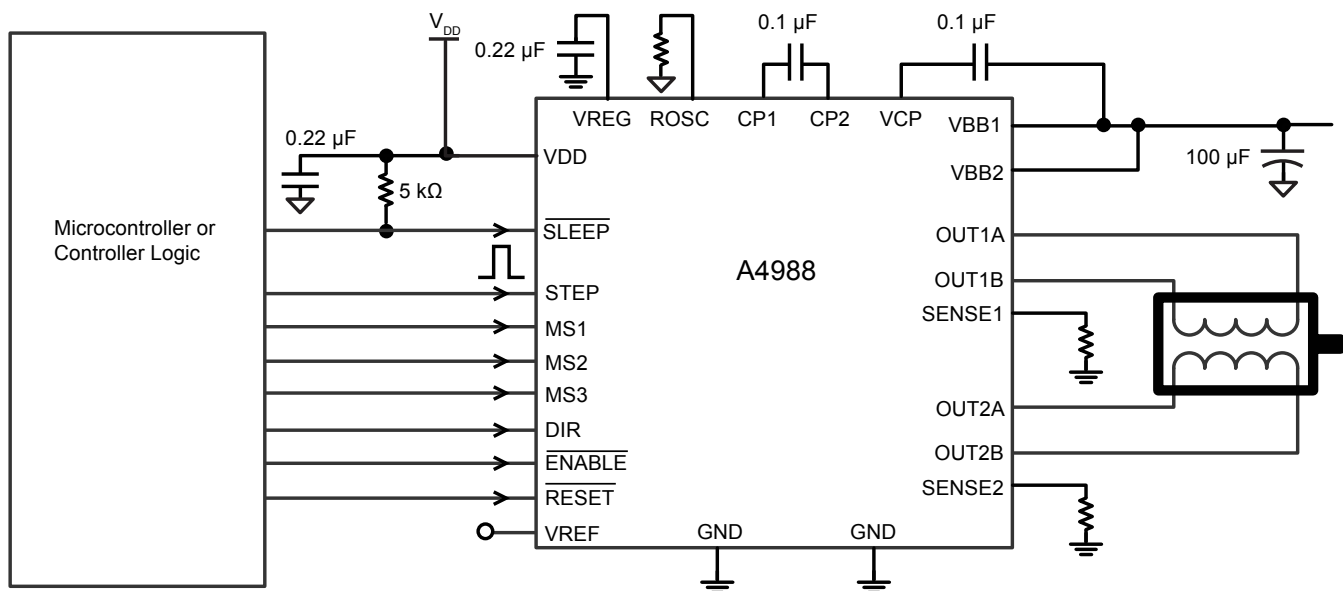 V_DD
0.22 µF
0.1 µF
0.1 µF
VREG ROSC CP1 CP2 VCP
VBB1
0.22 µF
VDD
VBB2
100 µF
5 kΩ
Microcontroller or
Controller Logic
SLEEP
OUT1A
A4988
OUT1B
STEP
SENSE1
MS1
MS2
MS3
OUT2A
DIR
OUT2B
ENABLE
SENSE2
RESET
VREF
GND
GND